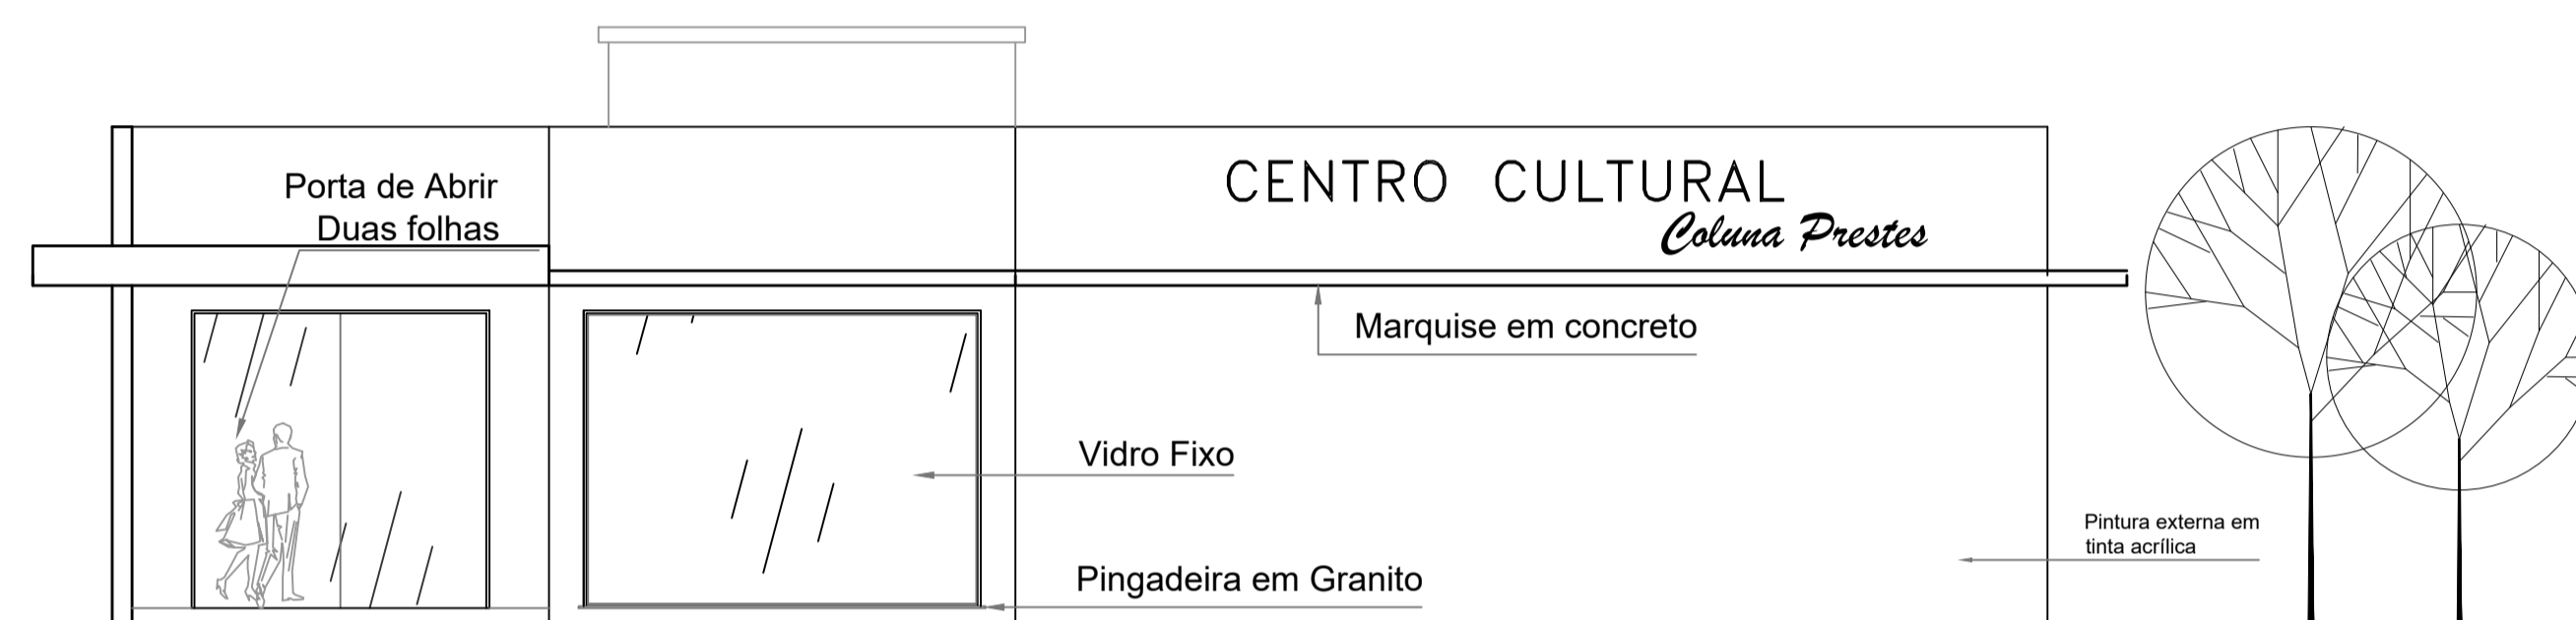 Porta de Abrir
Duas folhas
CENTRO CULTURAL
Coluna Prestes
Marquise em concreto
Vidro Fixo
Pingadeira em Granito
Pintura externa em
tinta acrílica